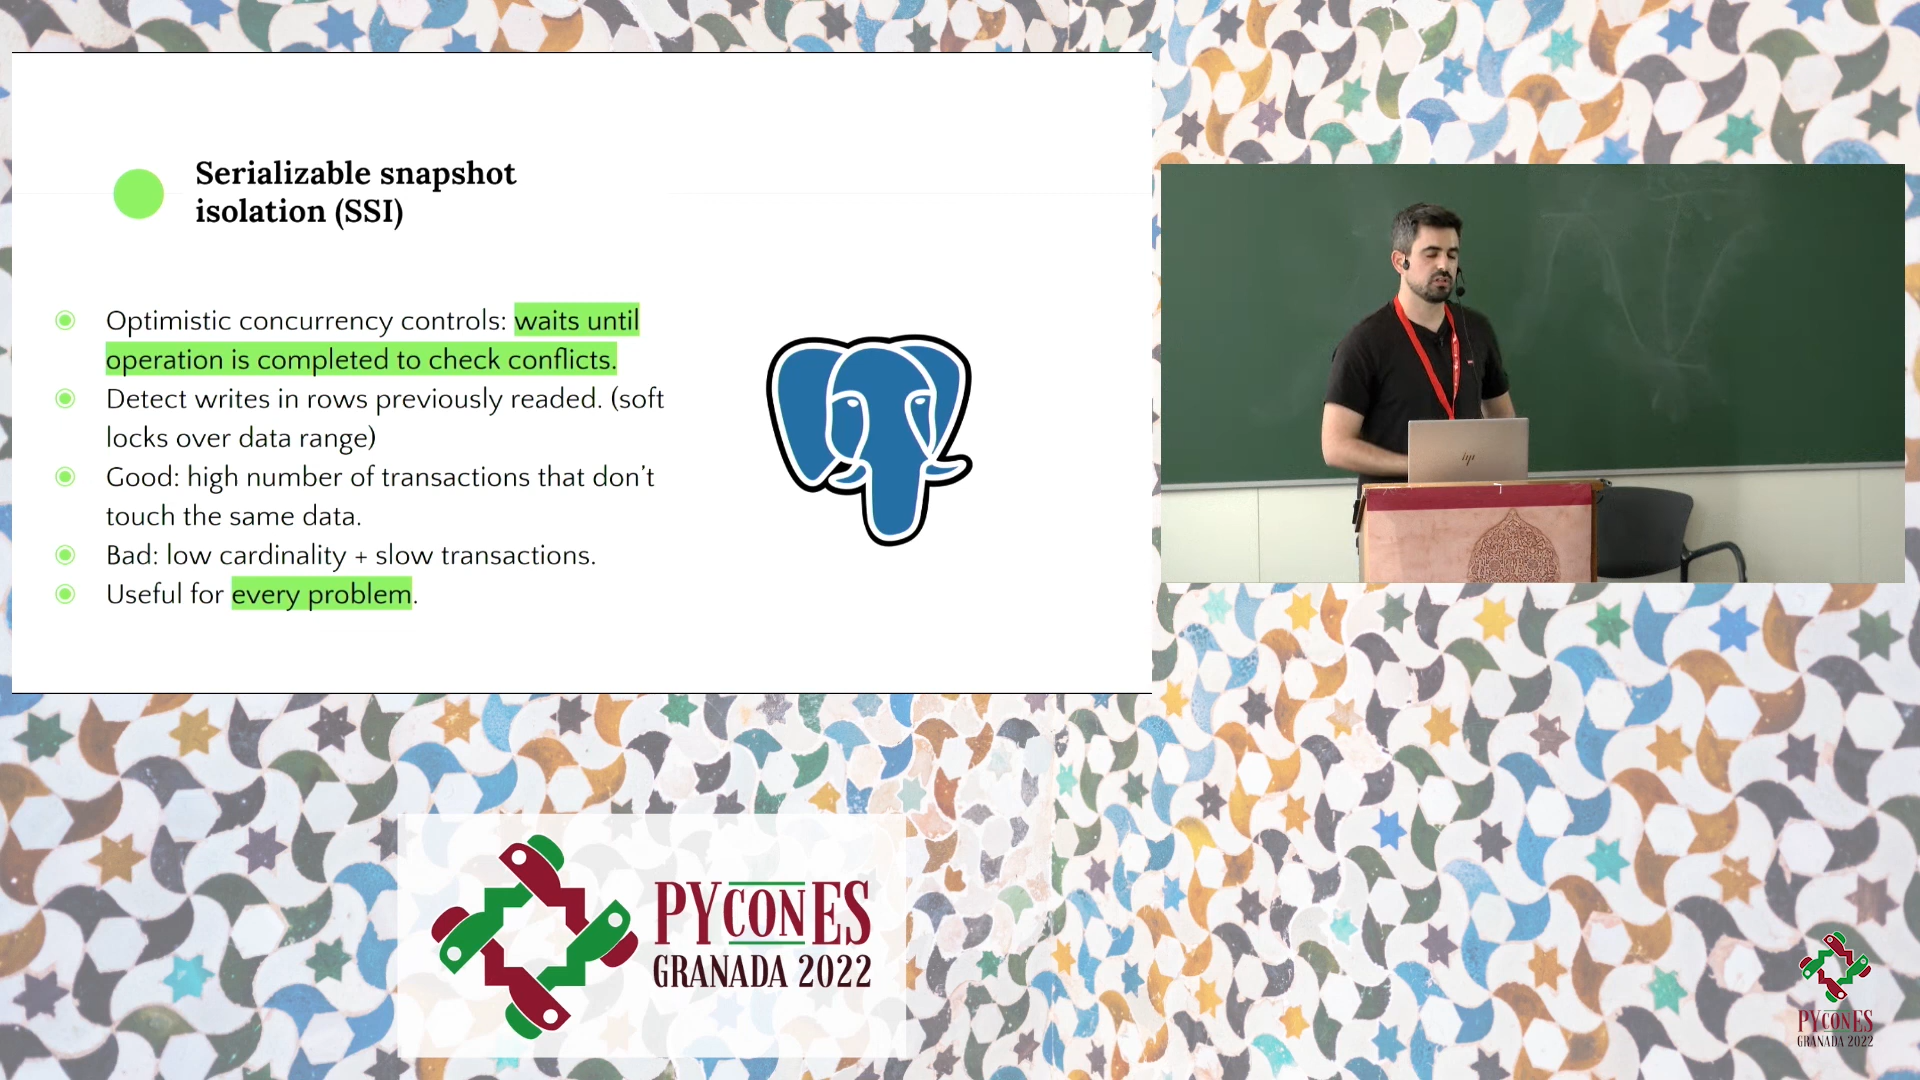 Serializable snapshot
isolation (SSI)
Optimistic concurrency controls: waits until
operation is completed to check conflicts.
Detect writes in rows previously readed. (soft
locks over data range)
Good: high number of transactions that don't
touch the same data.
Bad: low cardinality + slow transactions.
Useful for every problem.
hp
PYCONES
GRANADA 2022
PYCONES
GRANADA 2022